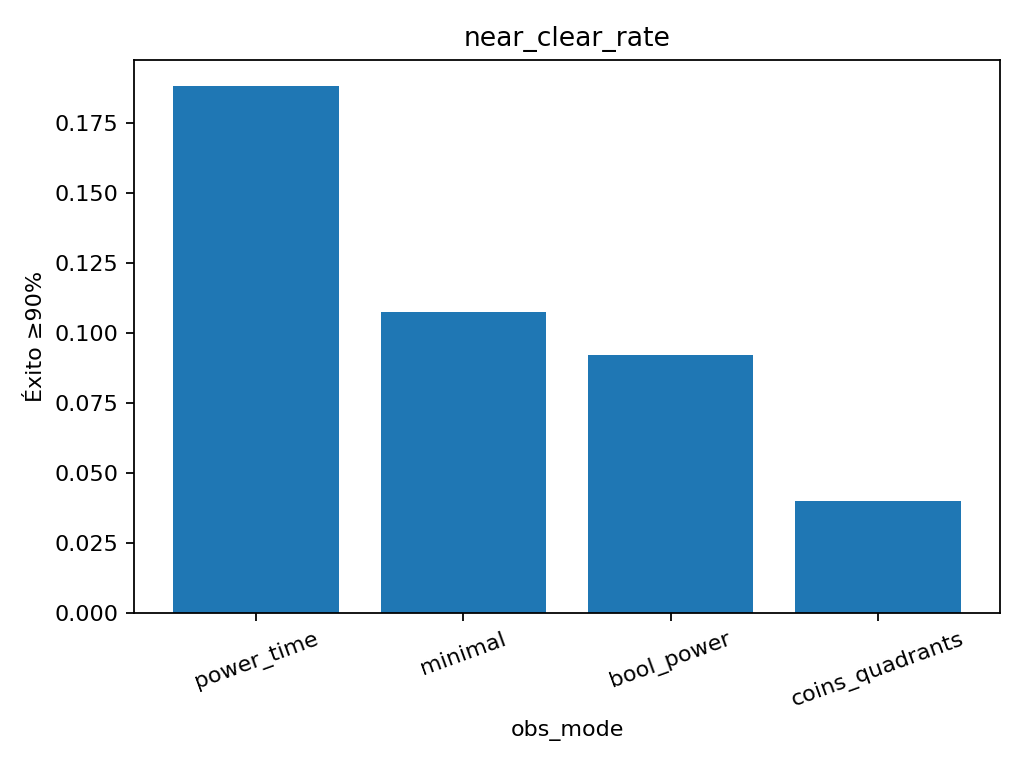 near_clear_rate
Éxito ≥90%
0.175
0.150
0.125
0.100
0.075
0.050
0.025
0.000
power_time
minimal
bool_power
coins_quadrants
obs_mode